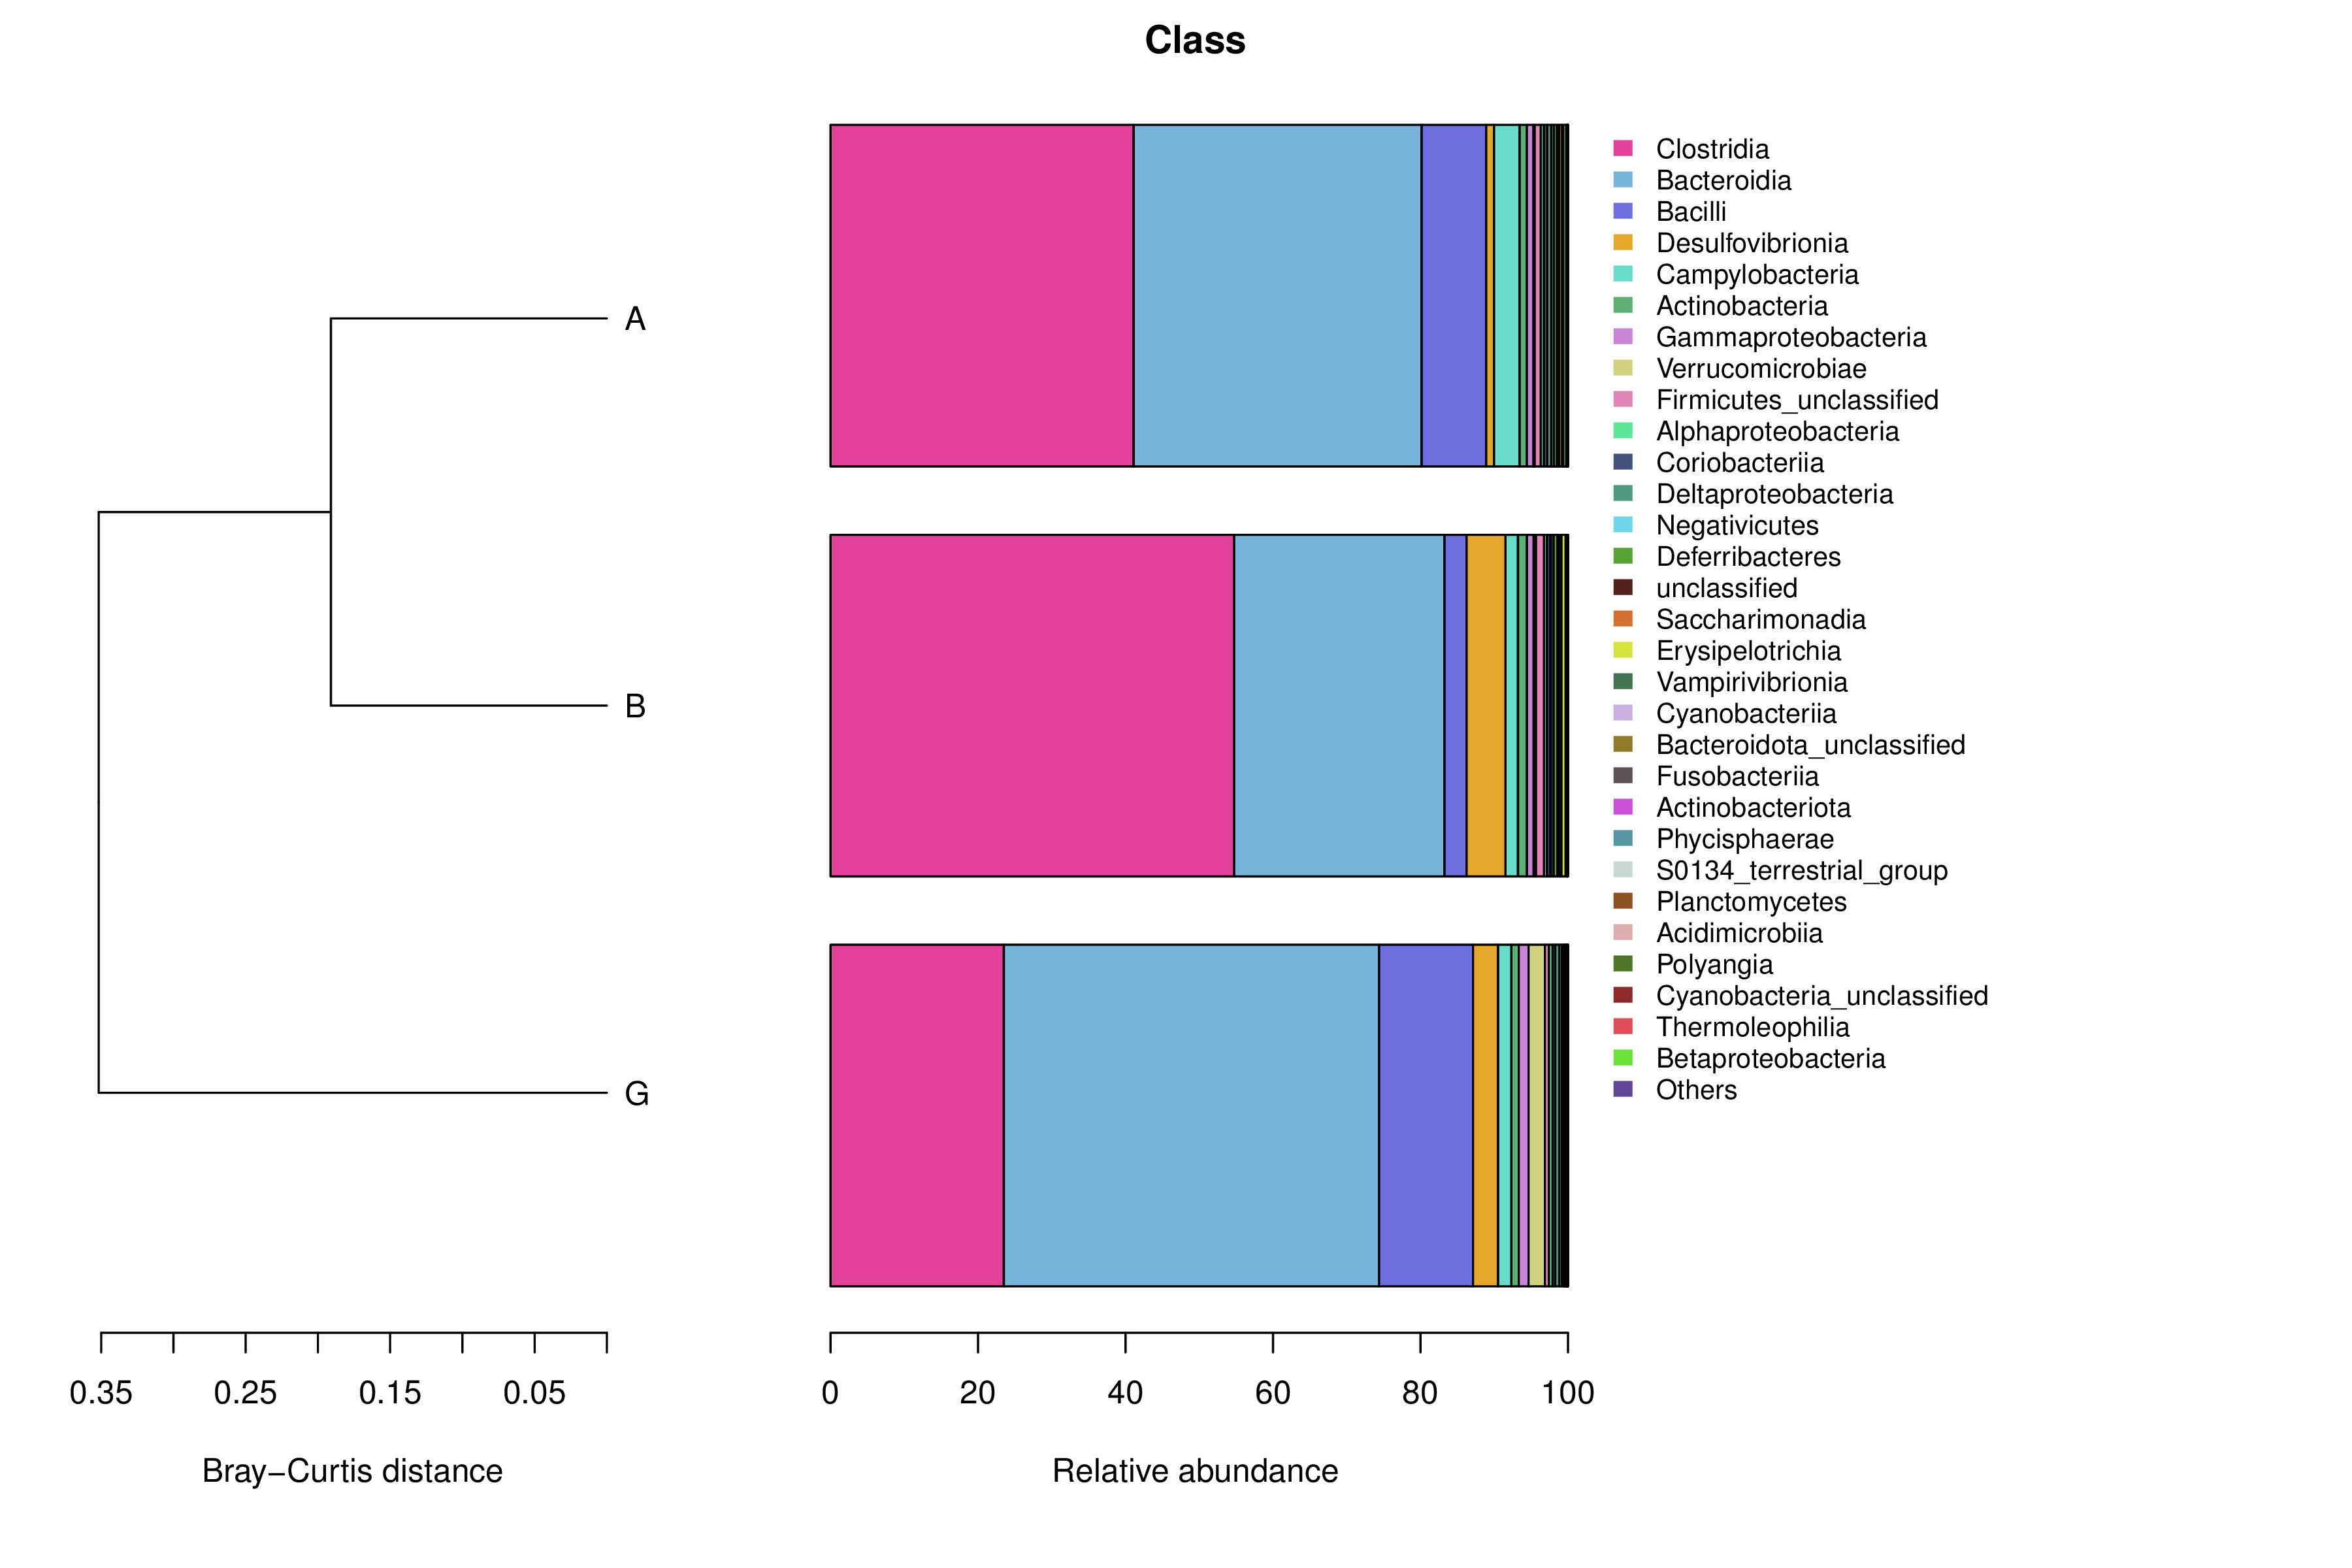 Class
A
B
G
0.35
0.25
0.15
0.05
Bray−Curtis distance
0
20
40
60
80
100
Relative abundance
Clostridia
Bacteroidia
Bacilli
Desulfovibrionia
Campylobacteria
Actinobacteria
Gammaproteobacteria
Verrucomicrobiae
Firmicutes_unclassified
Alphaproteobacteria
Coriobacteriia
Deltaproteobacteria
Negativicutes
Deferribacteres
unclassified
Saccharimonadia
Erysipelotrichia
Vampirivibrionia
Cyanobacteriia
Bacteroidota_unclassified
Fusobacteriia
Actinobacteriota
Phycisphaerae
S0134_terrestrial_group
Planctomycetes
Acidimicrobiia
Polyangia
Cyanobacteria_unclassified
Thermoleophilia
Betaproteobacteria
Others